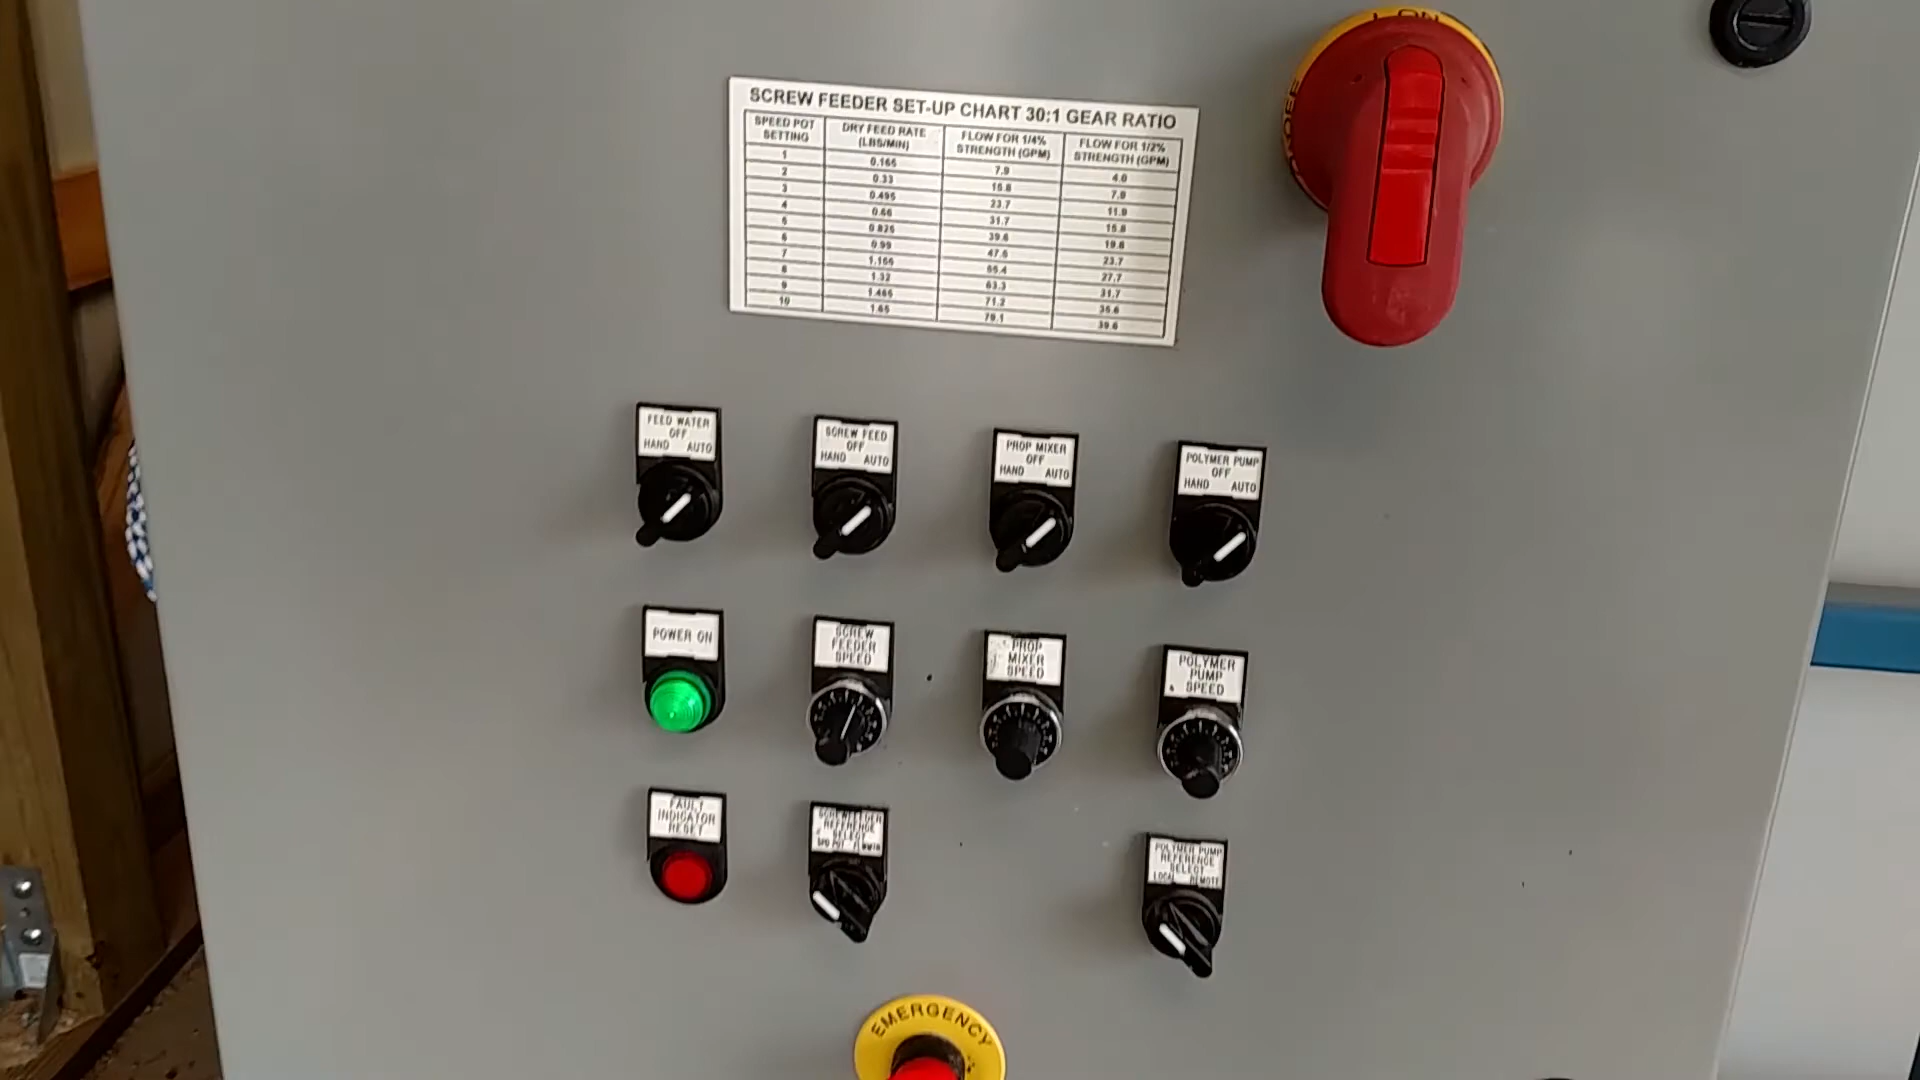 I ON
SCREW FEEDER SET-UP CHART 30:1 GEAR RATIO
SPEED POT SETTING DRY FEED RATE (LBS/MIN) FLOW FOR 1/4% STRENGTH (GPM) FLOW FOR 1/2% STRENGTH (GPM)
1 0.165 7.9 4.0
2 0.33 15.8 7.9
3 0.495 23.7 11.9
4 0.66 31.7 15.8
5 0.825 39.6 19.8
6 0.99 47.5 23.7
7 1.155 55.4 27.7
8 1.32 63.3 31.7
9 1.485 71.2 35.6
10 1.65 79.1 39.6
FEED WATER
OFF
HAND AUTO
SCREW FEED
OFF
HAND AUTO
PROP MIXER
OFF
HAND AUTO
POLYMER PUMP
OFF
HAND AUTO
POWER ON
SCREW
FEEDER
SPEED
PROP
MIXER
SPEED
POLYMER
PUMP
SPEED
FAULT
INDICATOR
RESET
SCREWFEEDER
REFERENCE
SELECT
SPD POT
POLYMER PUMP
REFERENCE
SELECT
LOCAL REMOTE
EMERGENCY